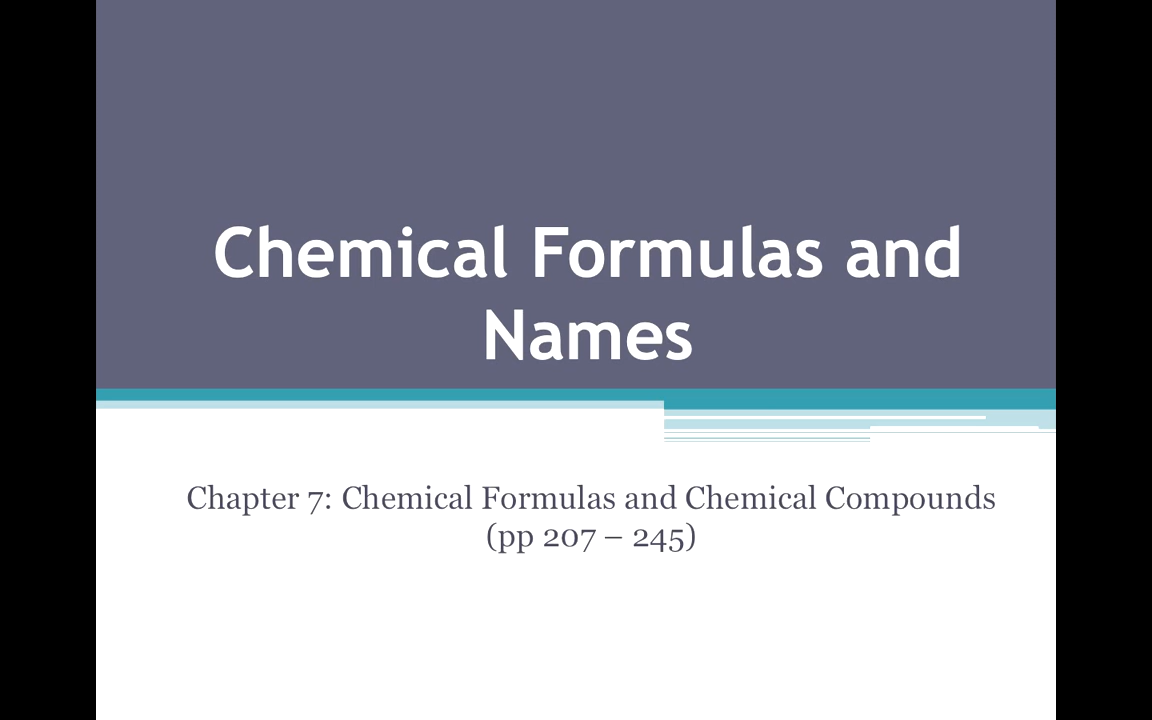 Chemical Formulas and
Names
Chapter 7: Chemical Formulas and Chemical Compounds
(pp 207 – 245)